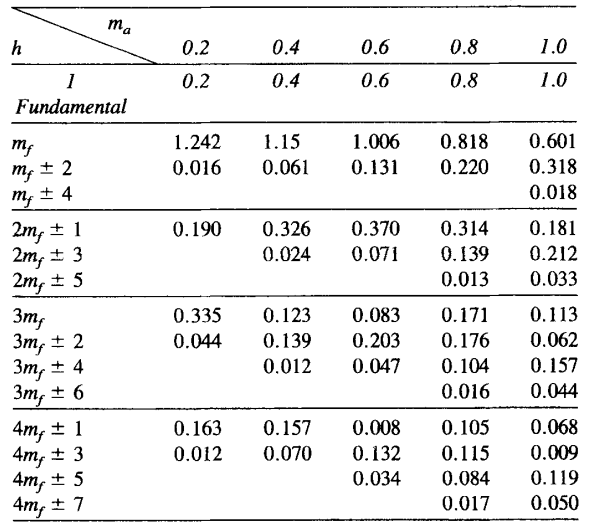 m_a
h 0.2 0.4 0.6 0.8 1.0
1 0.2 0.4 0.6 0.8 1.0
Fundamental
m_f 1.242 1.15 1.006 0.818 0.601
m_f ± 2 0.016 0.061 0.131 0.220 0.318
m_f ± 4 0.018
2m_f ± 1 0.190 0.326 0.370 0.314 0.181
2m_f ± 3 0.024 0.071 0.139 0.212
2m_f ± 5 0.013 0.033
3m_f 0.335 0.123 0.083 0.171 0.113
3m_f ± 2 0.044 0.139 0.203 0.176 0.062
3m_f ± 4 0.012 0.047 0.104 0.157
3m_f ± 6 0.016 0.044
4m_f ± 1 0.163 0.157 0.008 0.105 0.068
4m_f ± 3 0.012 0.070 0.132 0.115 0.009
4m_f ± 5 0.034 0.084 0.119
4m_f ± 7 0.017 0.050